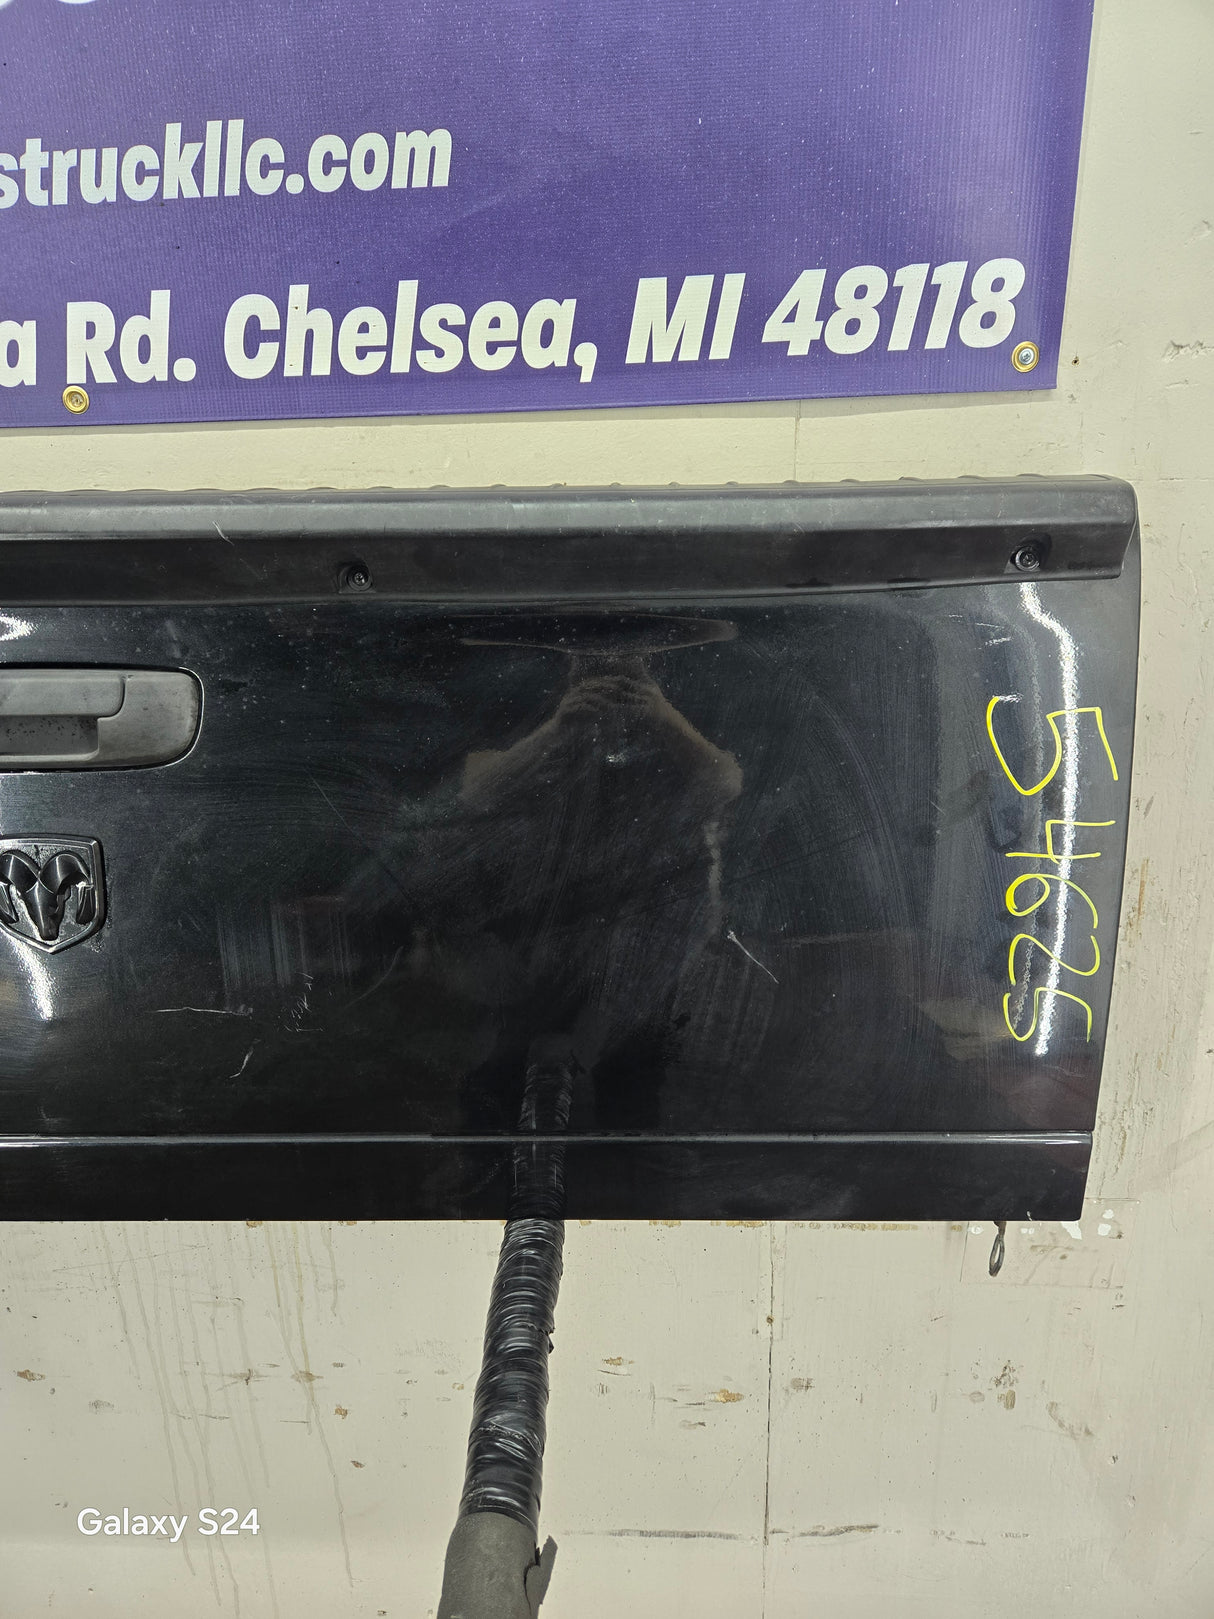 struckllc.com
a Rd. Chelsea, MI 48118
54625
Galaxy S24